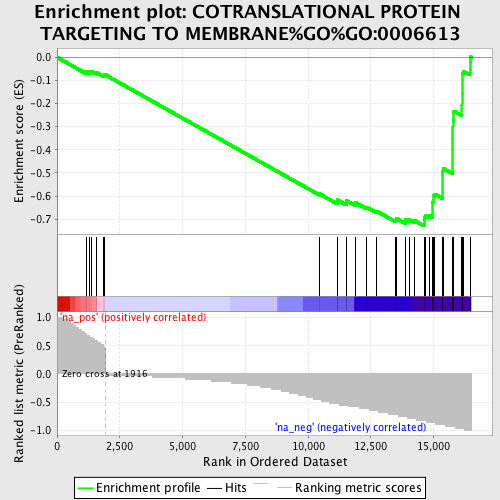 Enrichment plot: COTRANSLATIONAL PROTEIN
TARGETING TO MEMBRANE%GO%GO:0006613
Enrichment score (ES)
0.0
-0.1
-0.2
-0.3
-0.4
-0.5
-0.6
-0.7
Ranked list metric (PreRanked)
1.0
0.5
0.0
-0.5
-1.0
'na_pos' (positively correlated)
Zero cross at 1916
'na_neg' (negatively correlated)
0
2,500
5,000
7,500
10,000
12,500
15,000
Rank in Ordered Dataset
Enrichment profile
Hits
Ranking metric scores